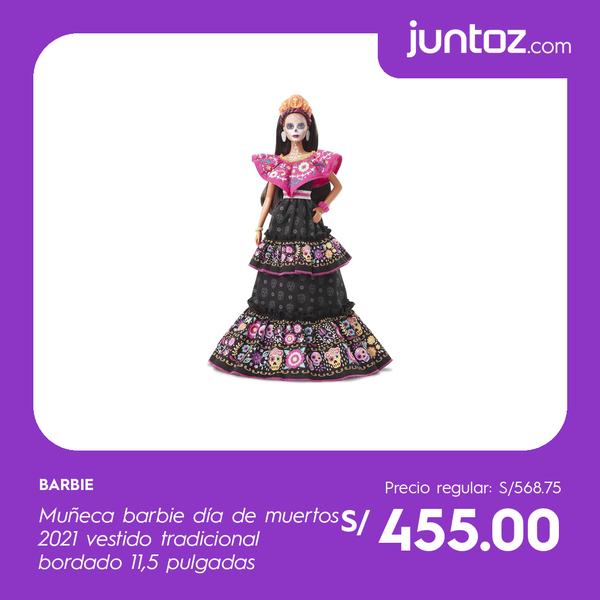 juntoz.com
BARBIE
Muñeca barbie día de muertos
2021 vestido tradicional
bordado 11,5 pulgadas
Precio regular: S/568.75
S/ 455.00